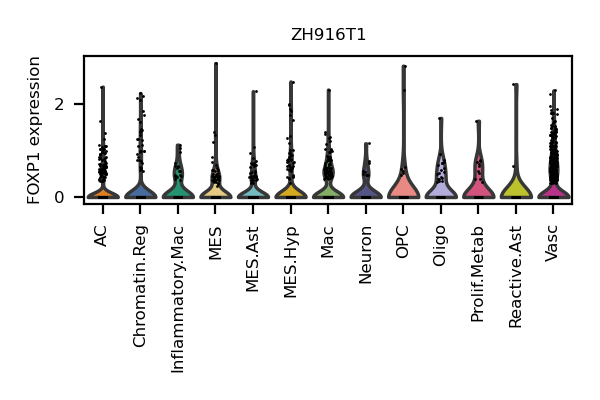 ZH916T1
FOXP1 expression
2
0
AC
Chromatin.Reg
Inflammatory.Mac
MES
MES.Ast
MES.Hyp
Mac
Neuron
OPC
Oligo
Prolif.Metab
Reactive.Ast
Vasc